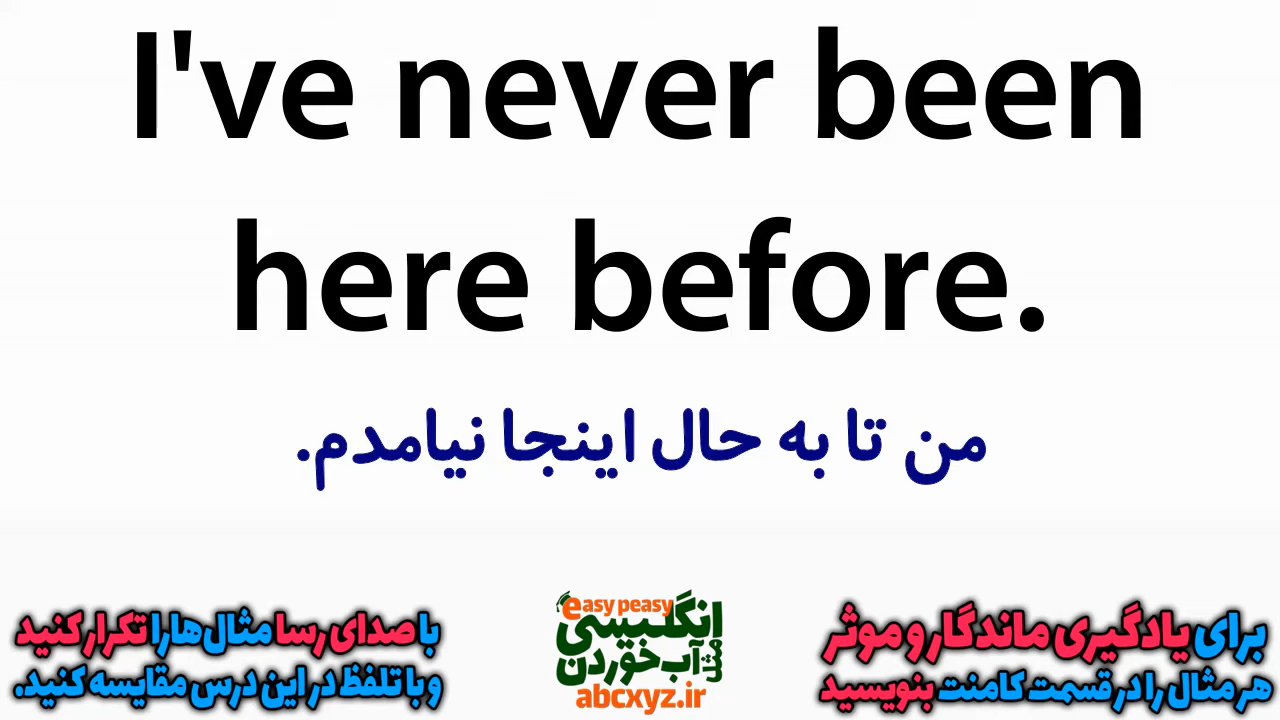 I've never been
here before.
من تا به حال اینجا نیامدم.
برای یادگیری ماندگار و موثر
هر مثال را در قسمت کامنت بنویسید
easy peasy
انگلیسی
مثل آب خوردن
abcxyz.ir
با صدای رسا مثال‌ها را تکرار کنید
و با تلفظ در این درس مقایسه کنید.